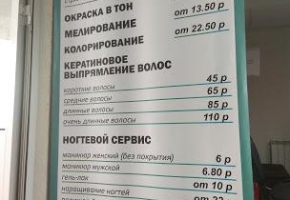 ОКРАСКА В ТОН от 13.50 р
МЕЛИРОВАНИЕ
КОЛОРИРОВАНИЕ от 22.50 р
КЕРАТИНОВОЕ
ВЫПРЯМЛЕНИЕ ВОЛОС
короткие волосы 45 р
средние волосы 65 р
длинные волосы 85 р
очень длинные волосы 110 р
НОГТЕВОЙ СЕРВИС
маникюр женский (без покрытия) 6 р
маникюр мужской 6.80 р
гель-лак от 10 р
наращивание ногтей